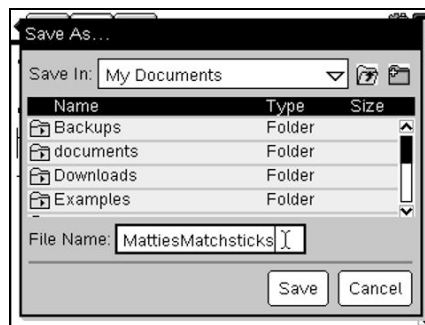 Save As...
Save In: My Documents
Name Type Size
Backups Folder
documents Folder
Downloads Folder
Examples Folder
File Name: MattiesMatchsticks
Save Cancel